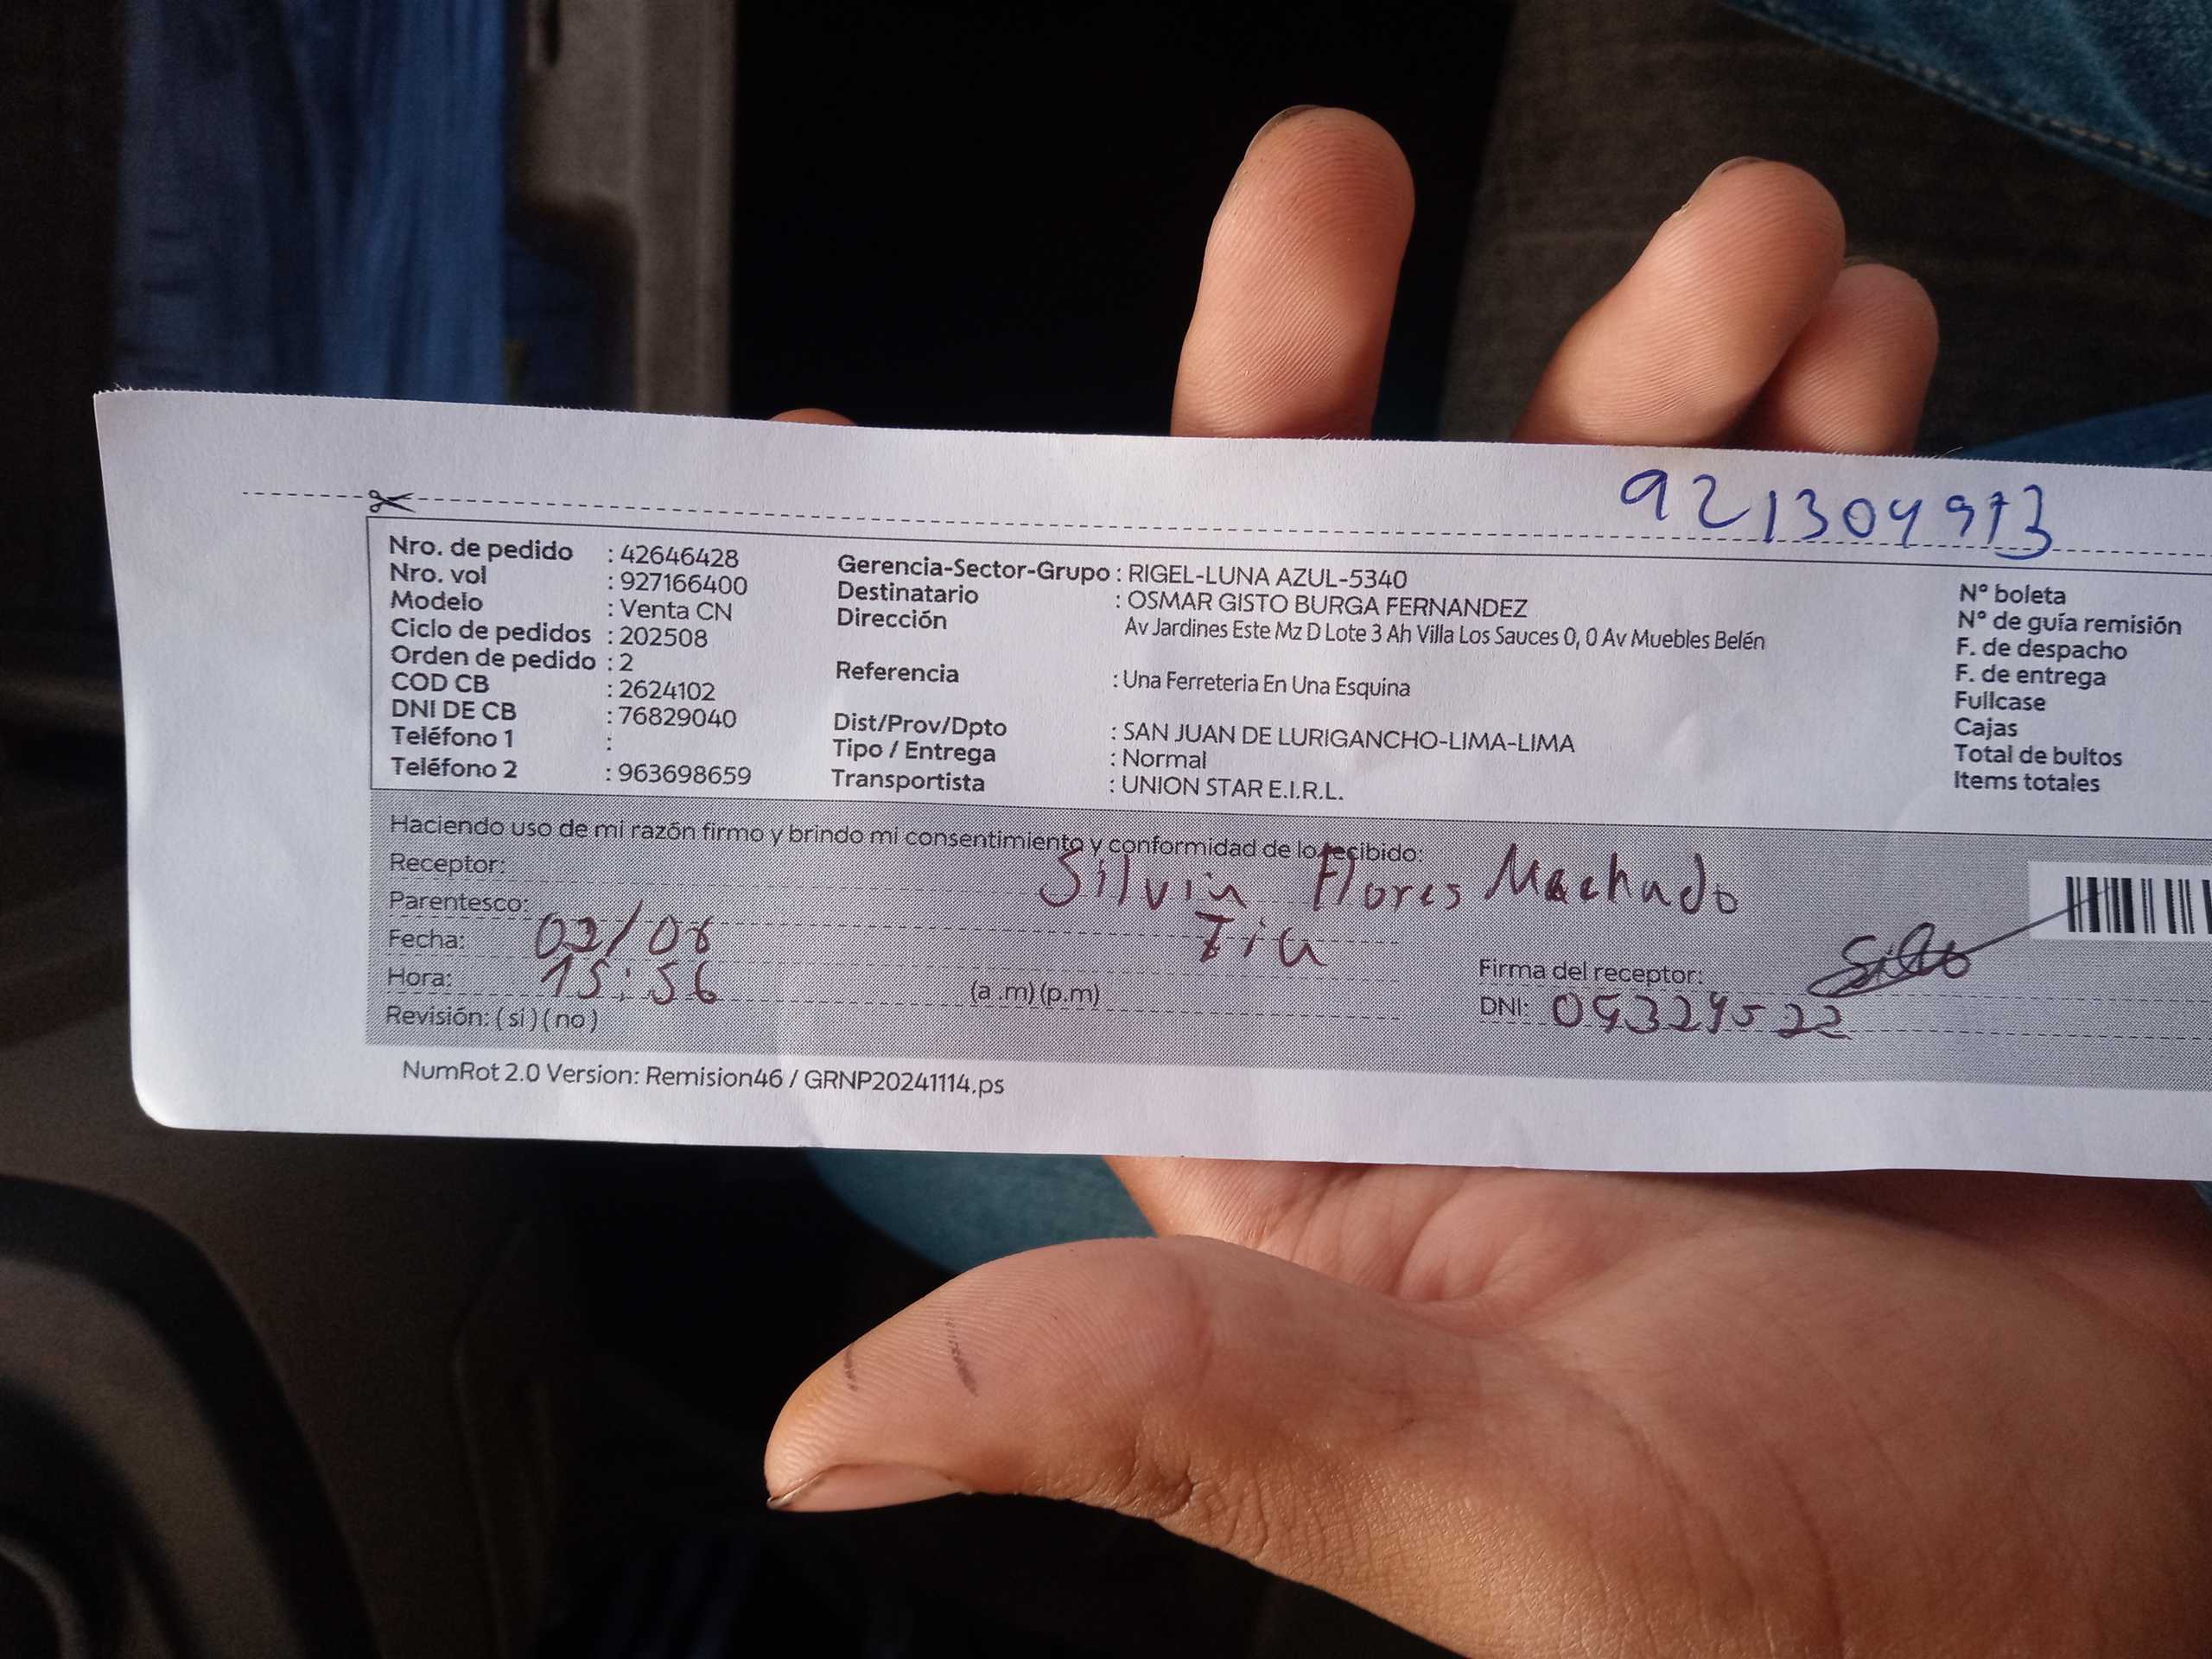 921304913
Nro. de pedido : 42646428
Nro. vol : 927166400
Modelo : Venta CN
Ciclo de pedidos : 202508
Orden de pedido : 2
COD CB : 2624102
DNI DE CB : 76829040
Teléfono 1 :
Teléfono 2 : 963698659
Gerencia-Sector-Grupo : RIGEL-LUNA AZUL-5340
Destinatario : OSMAR GISTO BURGA FERNANDEZ
Dirección Av Jardines Este Mz D Lote 3 Ah Villa Los Sauces 0, 0 Av Muebles Belén
Referencia : Una Ferreteria En Una Esquina
Dist/Prov/Dpto : SAN JUAN DE LURIGANCHO-LIMA-LIMA
Tipo / Entrega : Normal
Transportista : UNION STAR E.I.R.L.
N° boleta
N° de guía remisión
F. de despacho
F. de entrega
Fullcase
Cajas
Total de bultos
Items totales
Haciendo uso de mi razón firmo y brindo mi consentimiento y conformidad de lo recibido:
Receptor: Silvia Flores Machado
Parentesco: Tia
Fecha: 02/06
Hora: 15:56 (a .m) (p.m)
Revisión: ( si ) ( no )
Firma del receptor:
DNI:
NumRot 2.0 Version: Remision46 / GRNP20241114.ps